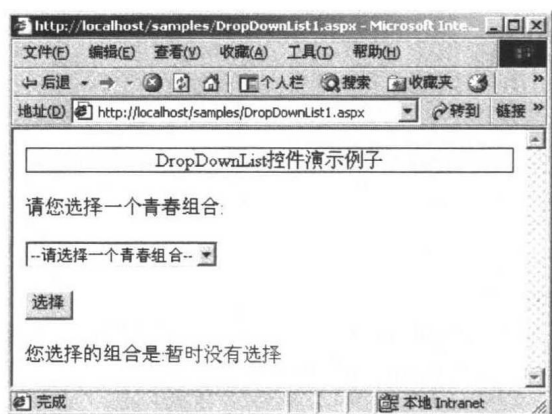 http://localhost/samples/DropDownList1.aspx - Microsoft Inte...
文件(F) 编辑(E) 查看(V) 收藏(A) 工具(T) 帮助(H)
后退 个人栏 搜索 收藏夹 »
地址(D) http://localhost/samples/DropDownList1.aspx 转到 链接 »
DropDownList控件演示例子
请您选择一个青春组合:
--请选择一个青春组合--
选择
您选择的组合是:暂时没有选择
完成 本地 Intranet